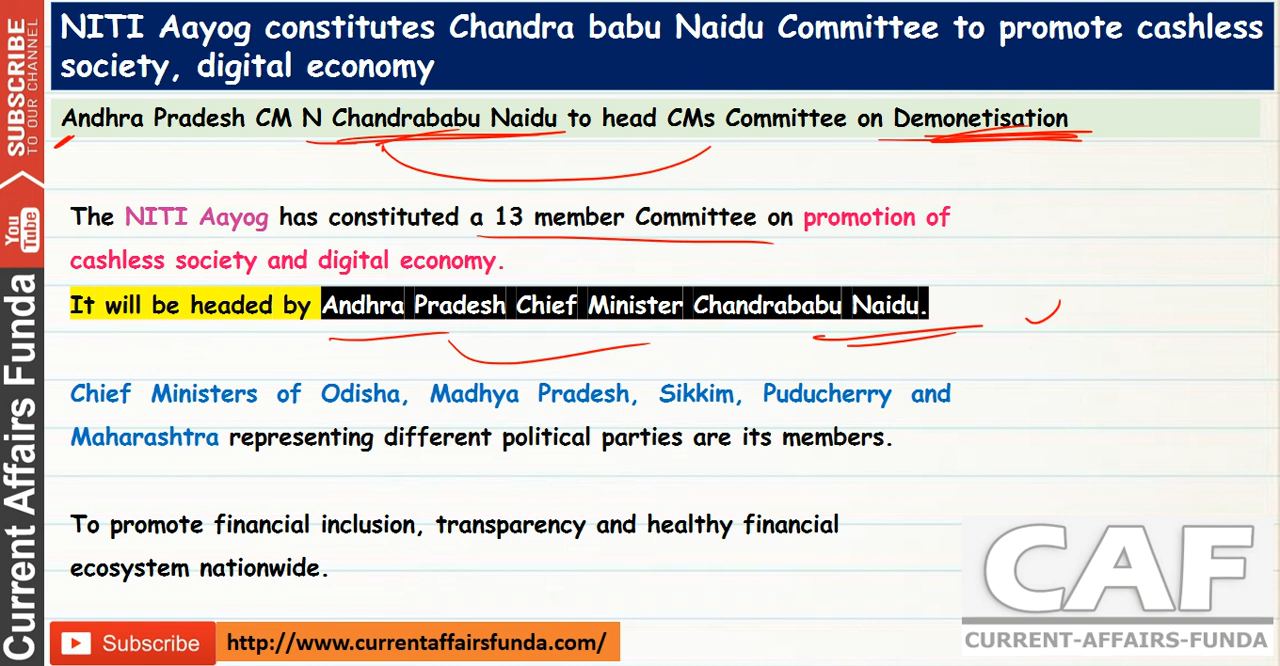 NITI Aayog constitutes Chandra babu Naidu Committee to promote cashless
society, digital economy
Andhra Pradesh CM N Chandrababu Naidu to head CMs Committee on Demonetisation
The NITI Aayog has constituted a 13 member Committee on promotion of
cashless society and digital economy.
It will be headed by Andhra Pradesh Chief Minister Chandrababu Naidu.
Chief Ministers of Odisha, Madhya Pradesh, Sikkim, Puducherry and
Maharashtra representing different political parties are its members.
To promote financial inclusion, transparency and healthy financial
ecosystem nationwide.
SUBSCRIBE
TO OUR CHANNEL
You
Tube
Current Affairs Funda
CAF
CURRENT-AFFAIRS-FUNDA
Subscribe
http://www.currentaffairsfunda.com/